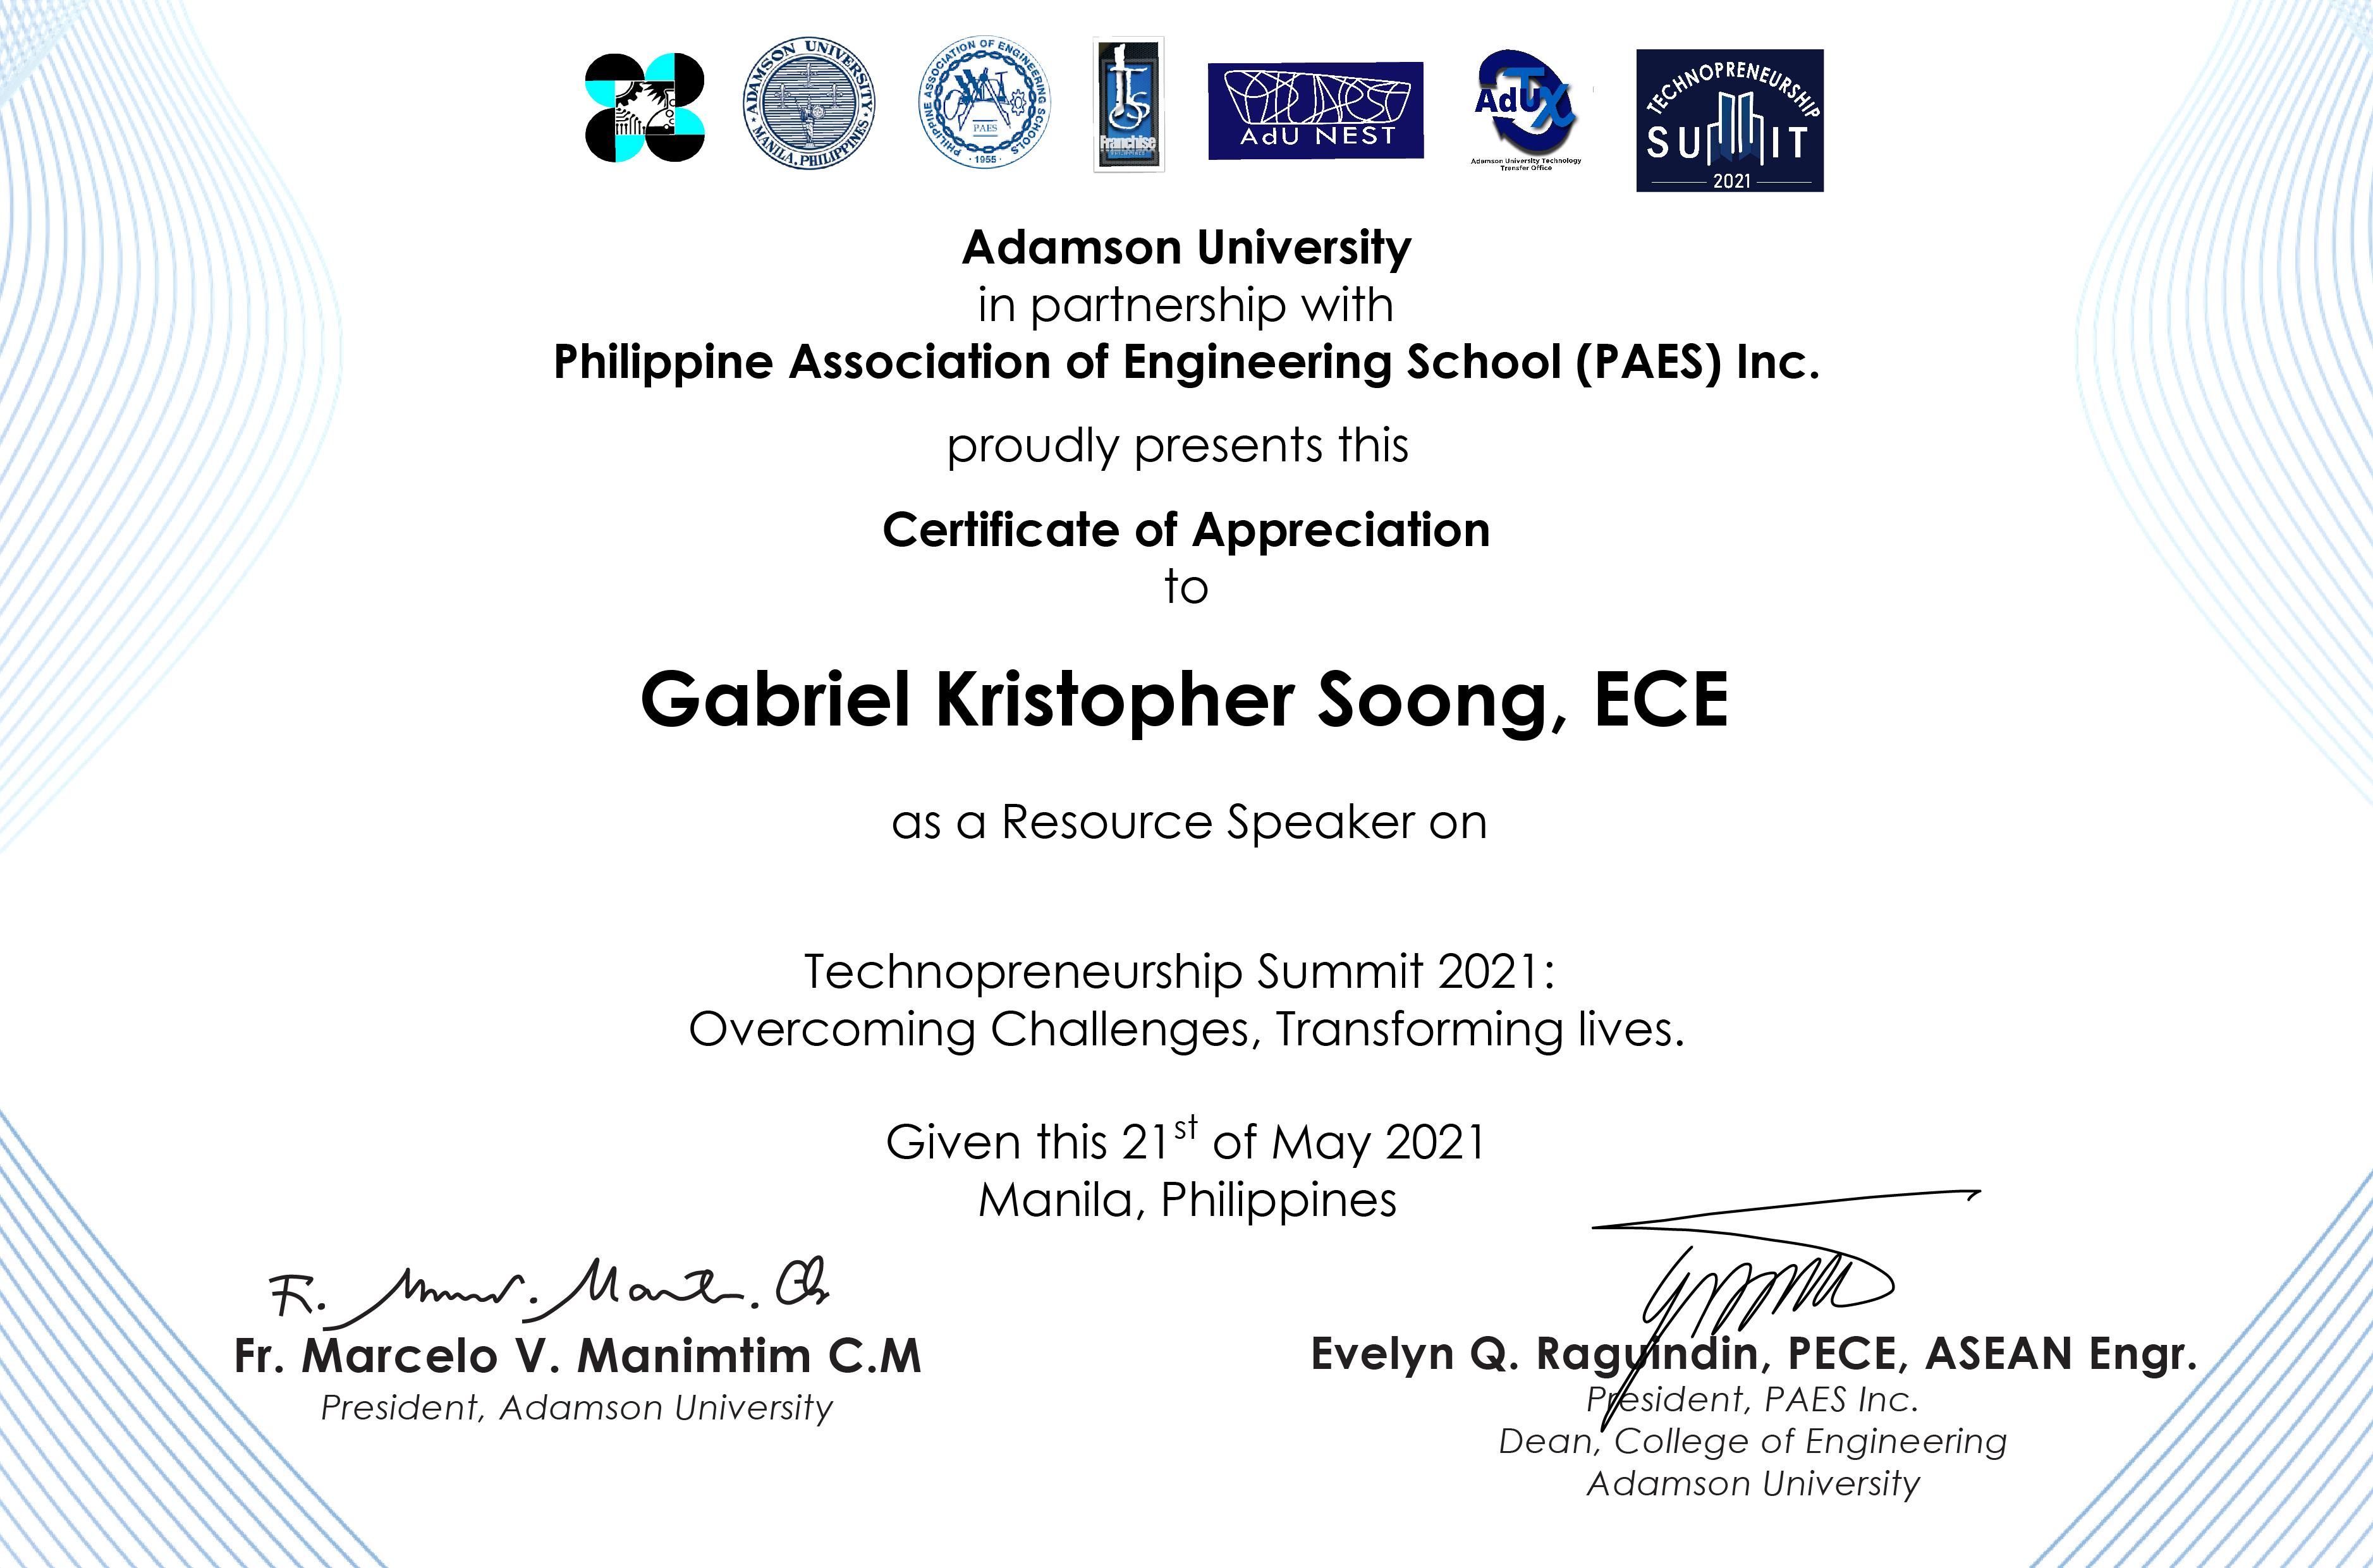 ADAMSON UNIVERSITY
MANILA, PHILIPPINES
PHILIPPINE ASSOCIATION OF ENGINEERING SCHOOLS
PAES
1955
Franchise
AdU NEST
AdUTX
Adamson University Technology
Transfer Office
TECHNOPRENEURSHIP
SUMMIT
2021
Adamson University
in partnership with
Philippine Association of Engineering School (PAES) Inc.
proudly presents this
Certificate of Appreciation
to
Gabriel Kristopher Soong, ECE
as a Resource Speaker on
Technopreneurship Summit 2021:
Overcoming Challenges, Transforming lives.
Given this 21st of May 2021
Manila, Philippines
Fr. Marcelo V. Manimtim C.M
President, Adamson University
Evelyn Q. Raguindin, PECE, ASEAN Engr.
President, PAES Inc.
Dean, College of Engineering
Adamson University